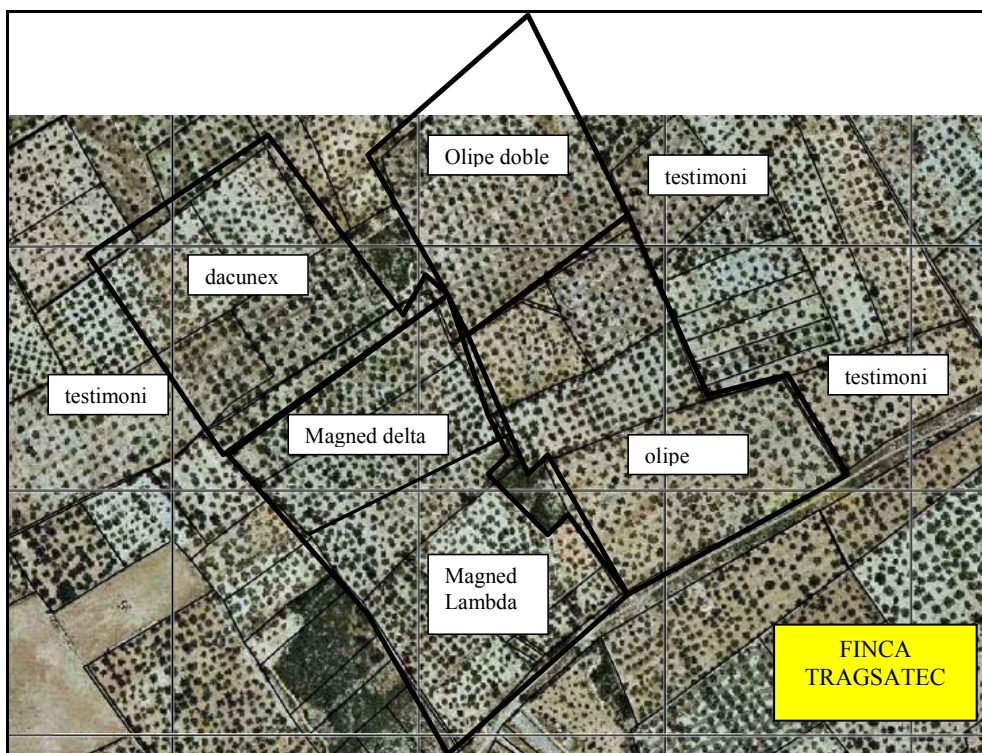 Olipe doble
testimoni
dacunex
testimoni
testimoni
Magned delta
olipe
Magned
Lambda
FINCA
TRAGSATEC